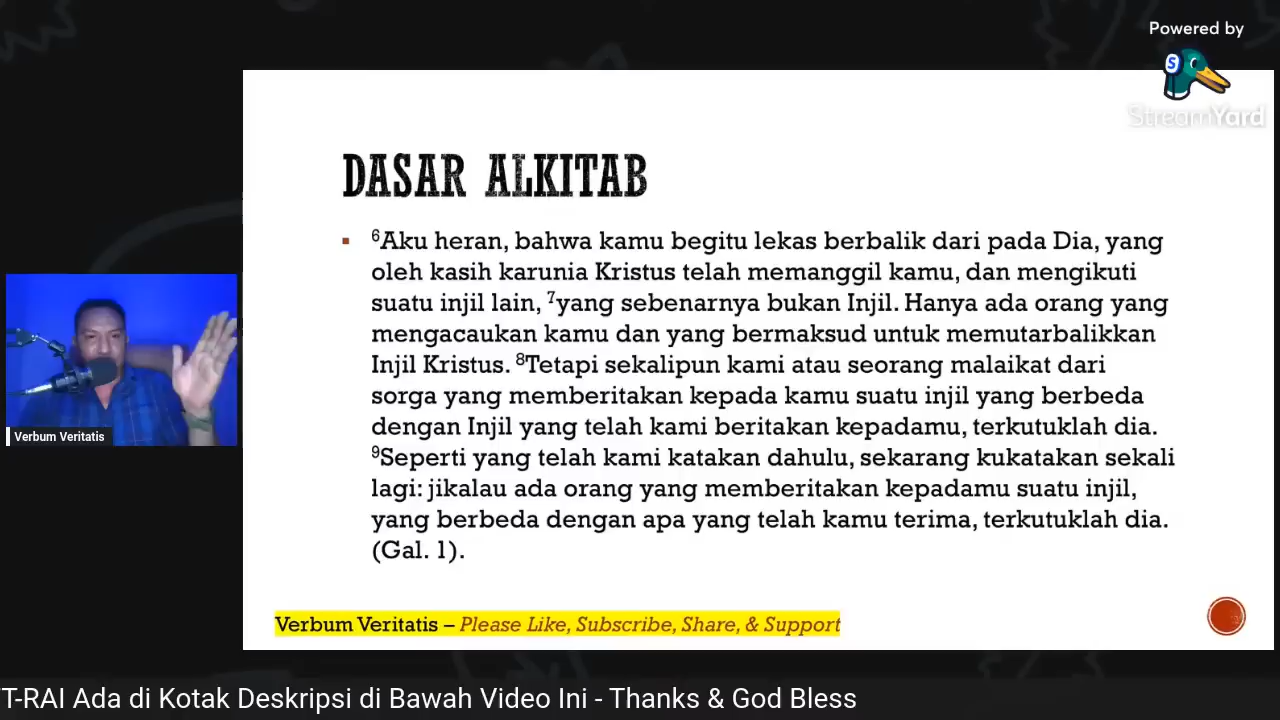 Powered by
StreamYard
DASAR ALKITAB
▪ ⁶Aku heran, bahwa kamu begitu lekas berbalik dari pada Dia, yang
oleh kasih karunia Kristus telah memanggil kamu, dan mengikuti
suatu injil lain, ⁷yang sebenarnya bukan Injil. Hanya ada orang yang
mengacaukan kamu dan yang bermaksud untuk memutarbalikkan
Injil Kristus. ⁸Tetapi sekalipun kami atau seorang malaikat dari
sorga yang memberitakan kepada kamu suatu injil yang berbeda
dengan Injil yang telah kami beritakan kepadamu, terkutuklah dia.
⁹Seperti yang telah kami katakan dahulu, sekarang kukatakan sekali
lagi: jikalau ada orang yang memberitakan kepadamu suatu injil,
yang berbeda dengan apa yang telah kamu terima, terkutuklah dia.
(Gal. 1).
Verbum Veritatis
Verbum Veritatis – Please Like, Subscribe, Share, & Support
T-RAI Ada di Kotak Deskripsi di Bawah Video Ini - Thanks & God Bless